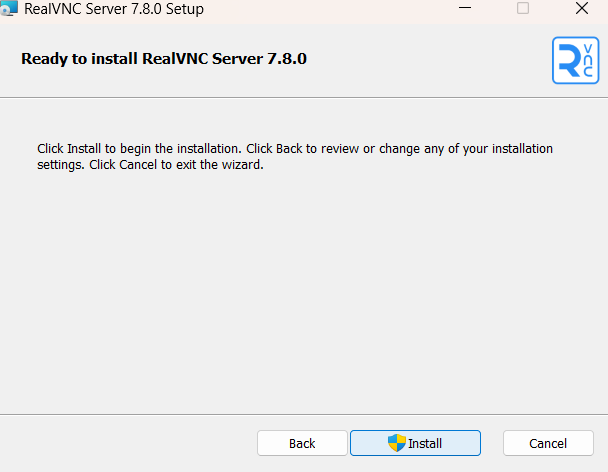 RealVNC Server 7.8.0 Setup
Ready to install RealVNC Server 7.8.0
R VNC
Click Install to begin the installation. Click Back to review or change any of your installation
settings. Click Cancel to exit the wizard.
Back Install Cancel